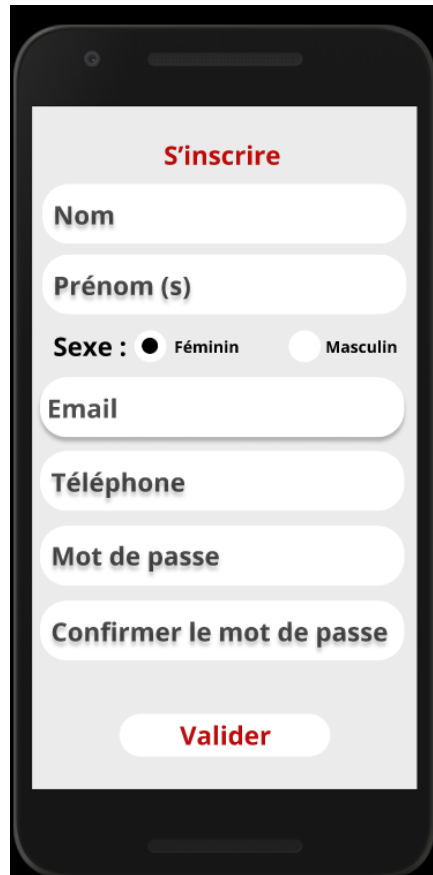 S'inscrire
Nom
Prénom (s)
Sexe : Féminin Masculin
Email
Téléphone
Mot de passe
Confirmer le mot de passe
Valider